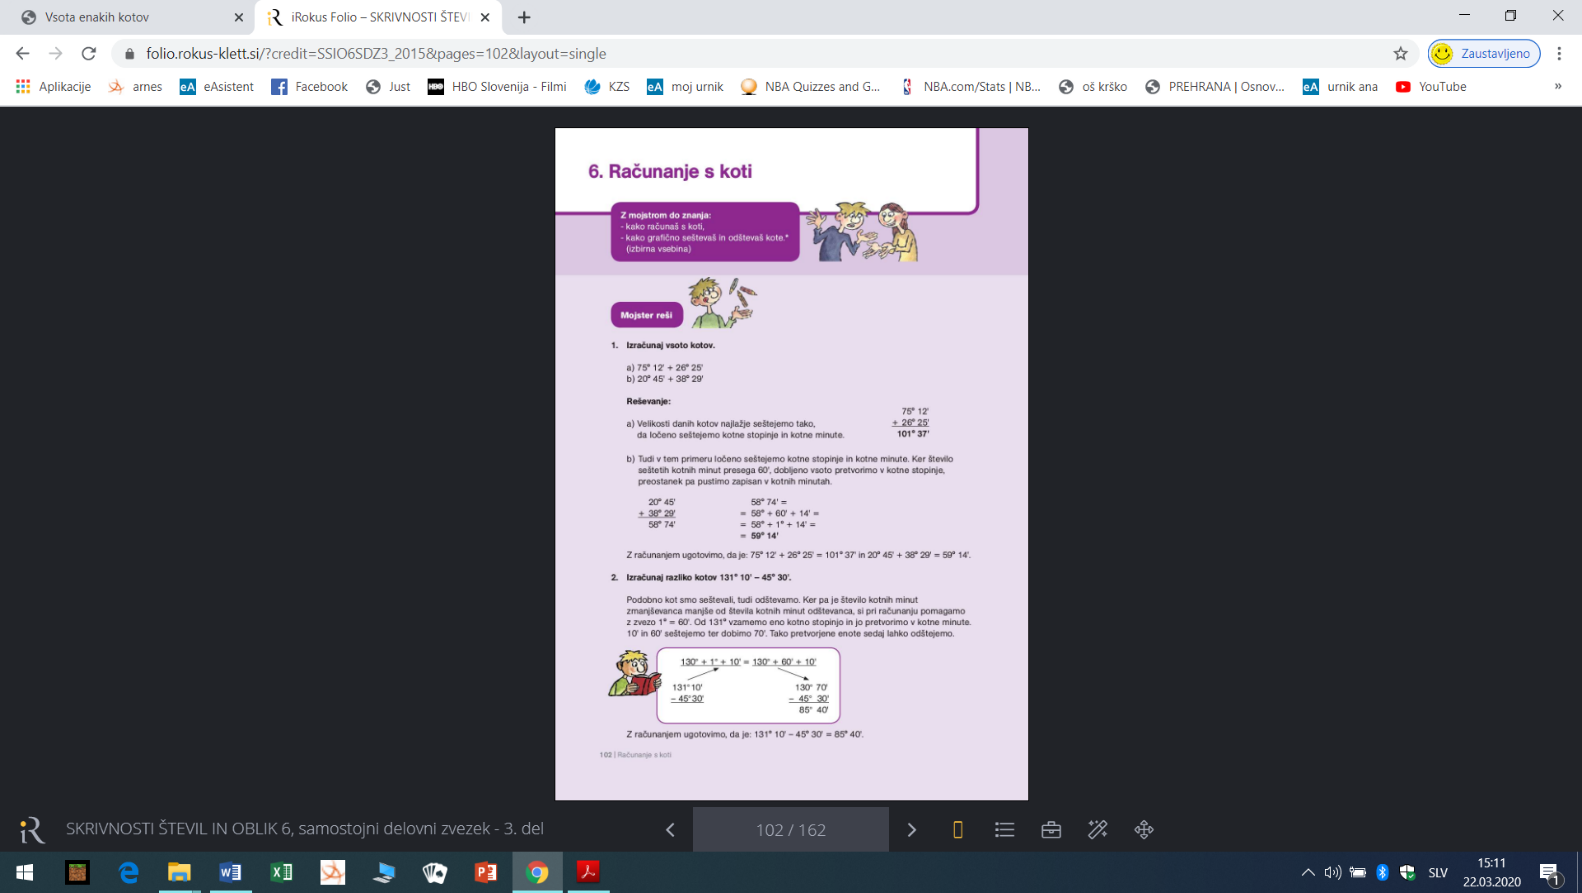 Vsota enakih kotov
iRokus Folio – SKRIVNOSTI ŠTEV
folio.rokus-klett.si/?credit=SSIO6SDZ3_2015&pages=102&layout=single
Zaustavljeno
Aplikacije arnes eAsistent Facebook Just HBO Slovenija - Filmi KZS moj urnik NBA Quizzes and G... NBA.com/Stats | NB... oš krško PREHRANA | Osnov... urnik ana YouTube »
6. Računanje s koti
Z mojstrom do znanja:
- kako računaš s koti,
- kako grafično seštevaš in odštevaš kote.*
(izbirna vsebina)
Mojster reši
1. Izračunaj vsoto kotov.
a) 75° 12' + 26° 25'
b) 20° 45' + 38° 29'
Reševanje:
a) Velikosti danih kotov najlažje seštejemo tako,
da ločeno seštejemo kotne stopinje in kotne minute.
75° 12'
+ 26° 25'
101° 37'
b) Tudi v tem primeru ločeno seštejemo kotne stopinje in kotne minute. Ker število
seštetih kotnih minut presega 60', dobljeno vsoto pretvorimo v kotne stopinje,
preostanek pa pustimo zapisan v kotnih minutah.
20° 45'
+ 38° 29'
58° 74'
58° 74' =
= 58° + 60' + 14' =
= 58° + 1° + 14' =
= 59° 14'
Z računanjem ugotovimo, da je: 75° 12' + 26° 25' = 101° 37' in 20° 45' + 38° 29' = 59° 14'.
2. Izračunaj razliko kotov 131° 10' – 45° 30'.
Podobno kot smo seštevali, tudi odštevamo. Ker pa je število kotnih minut
zmanjševanca manjše od števila kotnih minut odštevanca, si pri računanju pomagamo
z zvezo 1° = 60'. Od 131° vzamemo eno kotno stopinjo in jo pretvorimo v kotne minute.
10' in 60' seštejemo ter dobimo 70'. Tako pretvorjene enote sedaj lahko odštejemo.
130° + 1° + 10' = 130° + 60' + 10'
131°10'
– 45°30'
130° 70'
– 45° 30'
85° 40'
Z računanjem ugotovimo, da je: 131° 10' – 45° 30' = 85° 40'.
102 | Računanje s koti
iR SKRIVNOSTI ŠTEVIL IN OBLIK 6, samostojni delovni zvezek - 3. del
102 / 162
SLV
15:11
22.03.2020
1